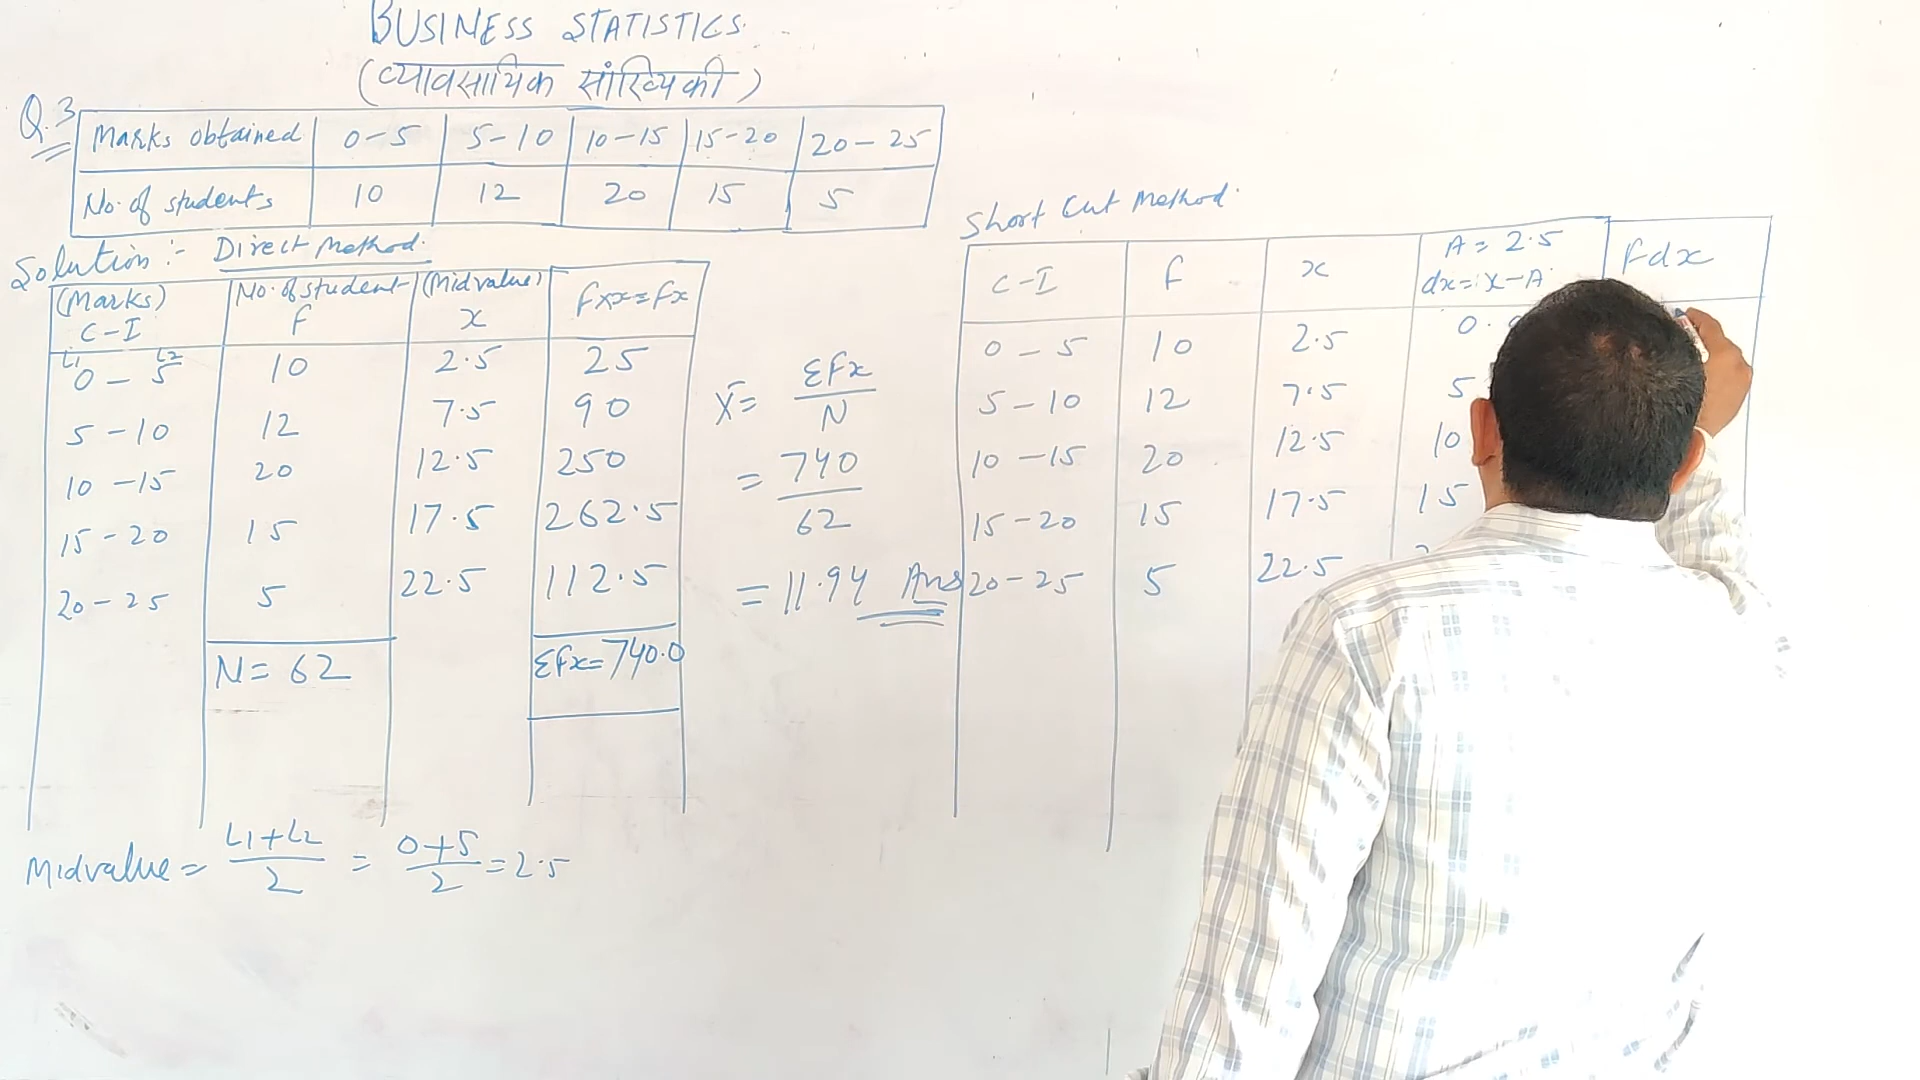 BUSINESS STATISTICS
(व्यावसायिक सांख्यिकी)
Q.3
Marks obtained 0-5 5-10 10-15 15-20 20-25
No. of students 10 12 20 15 5
Solution :- Direct Method.
(Marks) C-I No. of student f (Midvalue) x f×x=fx
L1 L2
0-5 10 2.5 25
5-10 12 7.5 90
10-15 20 12.5 250
15-20 15 17.5 262.5
20-25 5 22.5 112.5
N= 62 Σfx=740.0
Midvalue = L1+L2/2 = 0+5/2 = 2.5
X̄= Σfx/N
= 740/62
= 11.94 Ans
Short Cut Method.
C-I f x A = 2.5 dx = x-A fdx
0-5 10 2.5 0.
5-10 12 7.5 5
10-15 20 12.5 10
15-20 15 17.5 15
20-25 5 22.5